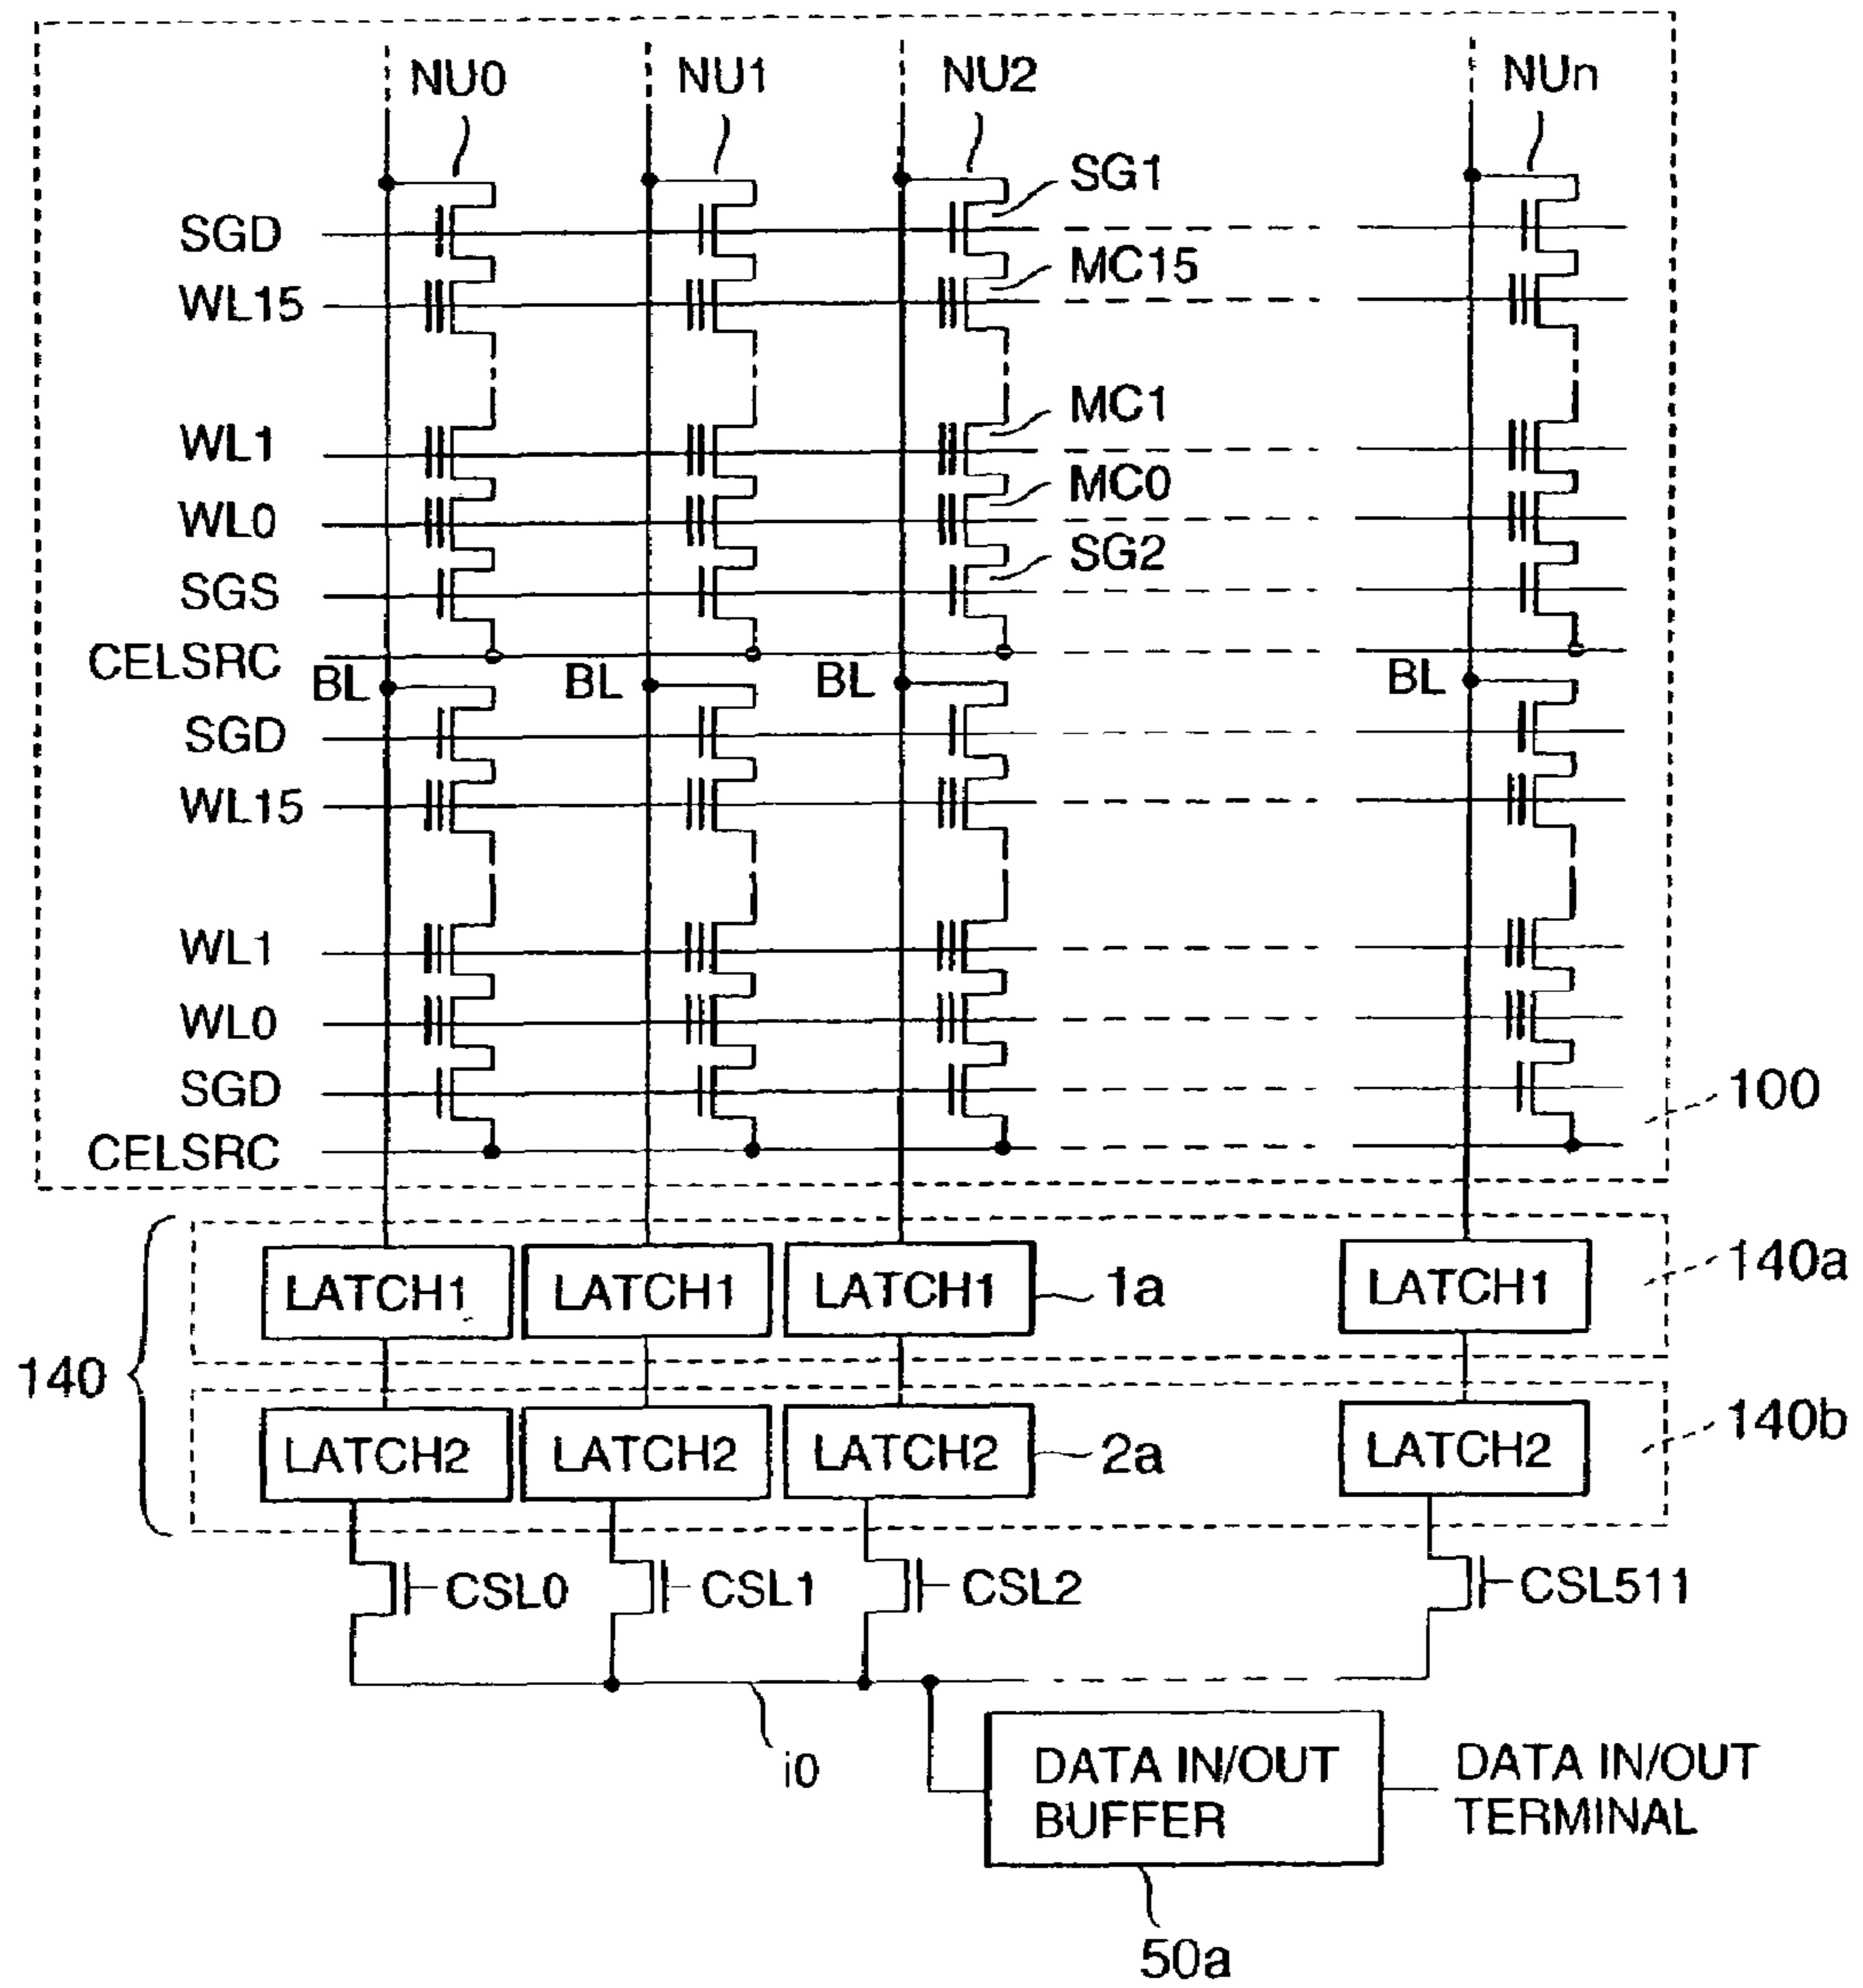 NU0 NU1 NU2 NUn
SG1
SGD
MC15
WL15
MC1
WL1
MC0
WL0
SG2
SGS
CELSRC
BL BL BL BL
SGD
WL15
WL1
WL0
SGD
100
CELSRC
140a
LATCH1 LATCH1 LATCH1 1a LATCH1
140
140b
LATCH2 LATCH2 LATCH2 2a LATCH2
CSL0 CSL1 CSL2 CSL511
i0
DATA IN/OUT
BUFFER
DATA IN/OUT
TERMINAL
50a